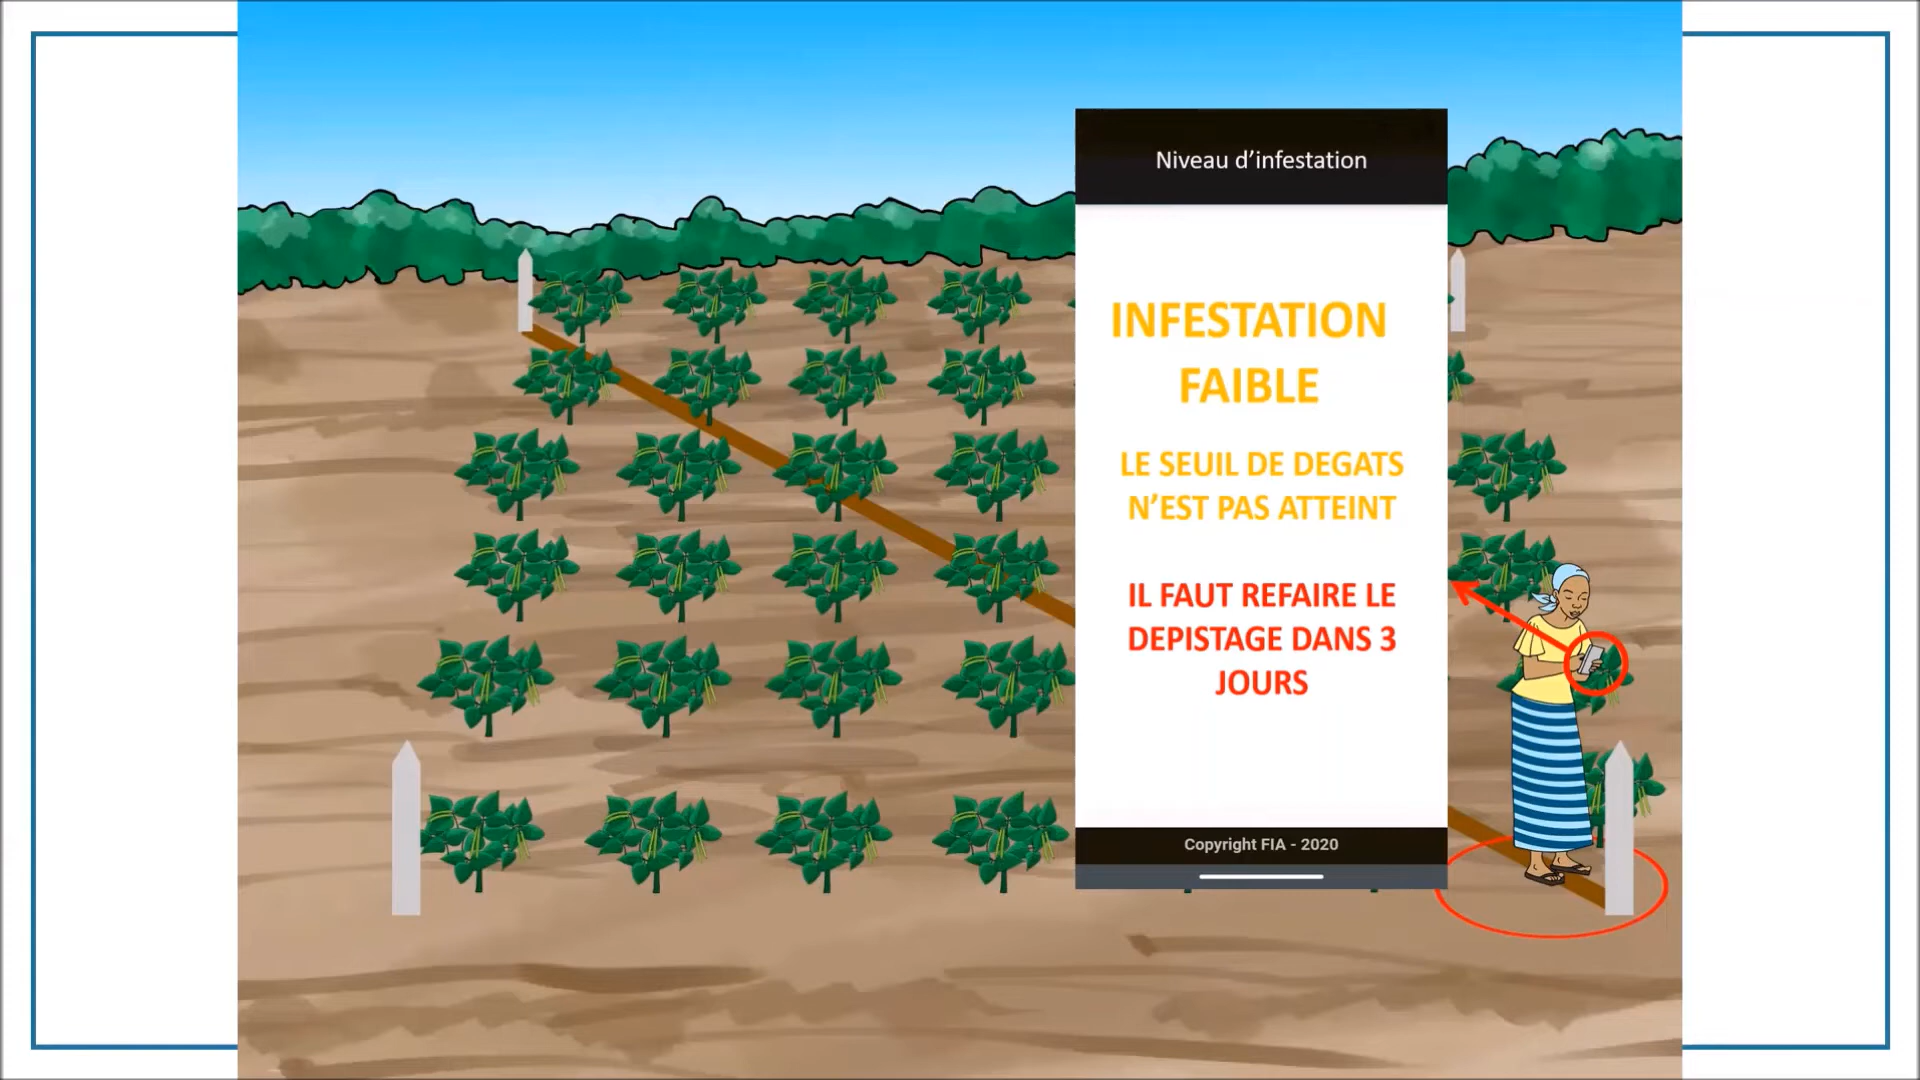 Niveau d’infestation
INFESTATION
FAIBLE
LE SEUIL DE DEGATS
N’EST PAS ATTEINT
IL FAUT REFAIRE LE
DEPISTAGE DANS 3
JOURS
Copyright FIA - 2020